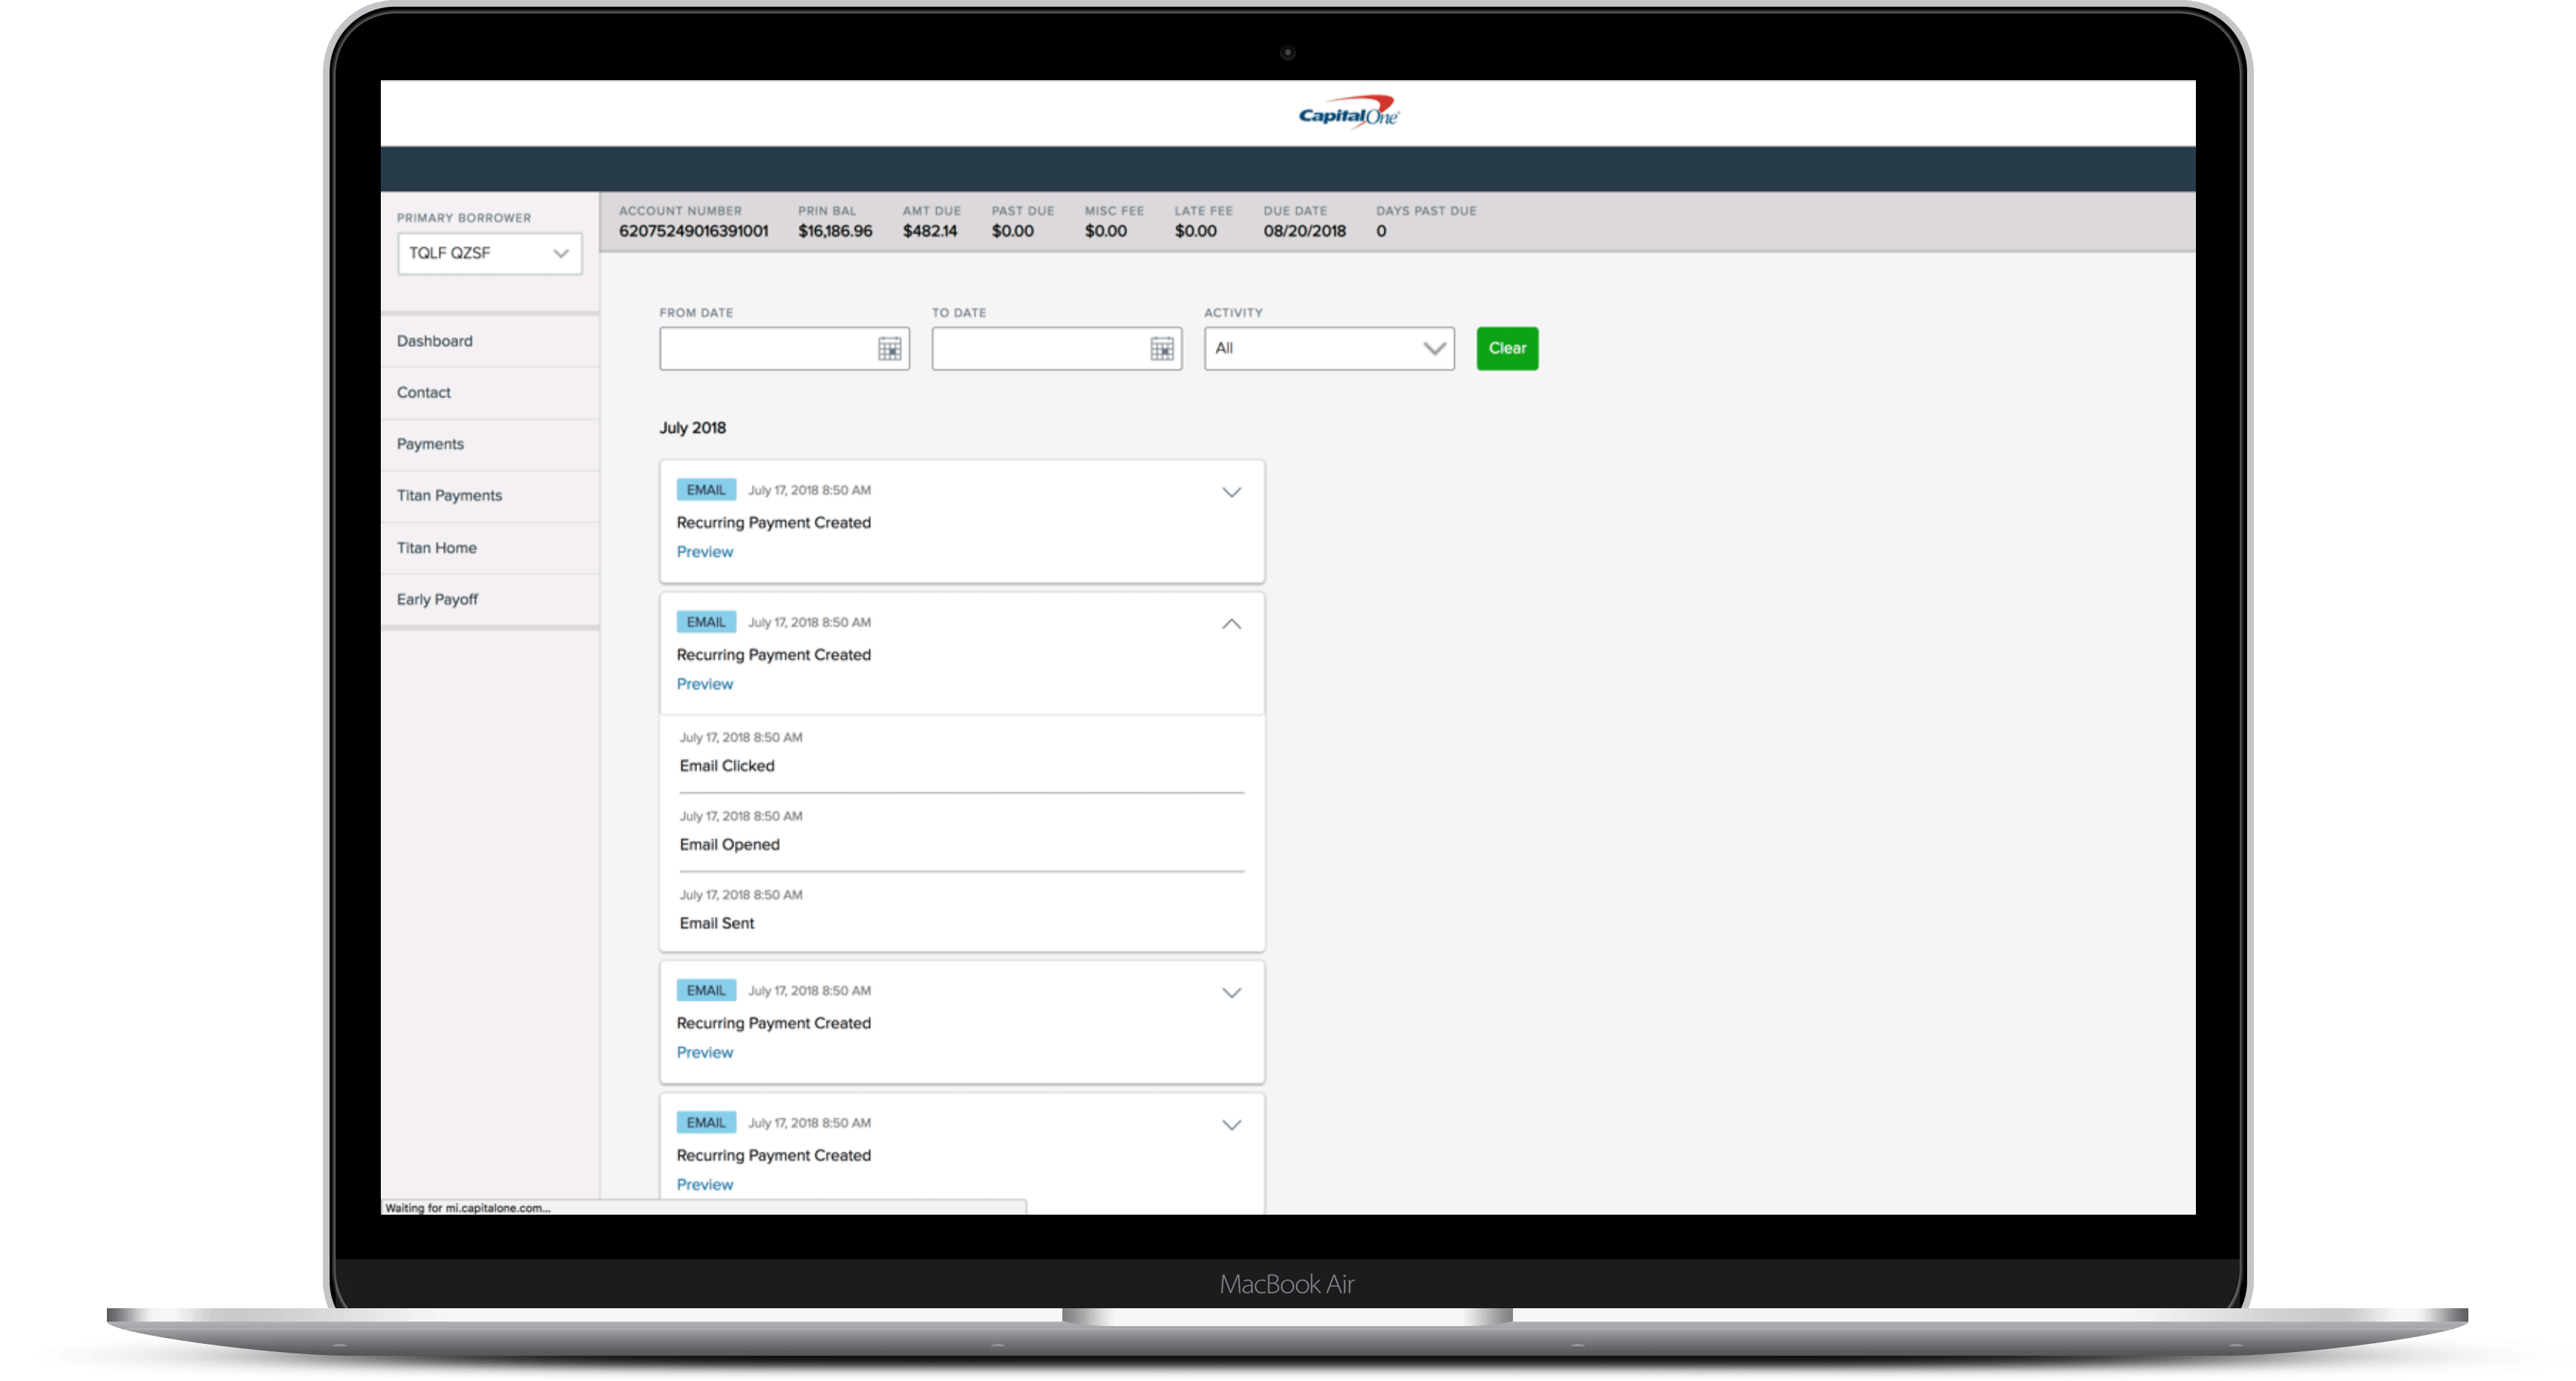 CapitalOne
PRIMARY BORROWER
TQLF QZSF
ACCOUNT NUMBER PRIN BAL AMT DUE PAST DUE MISC FEE LATE FEE DUE DATE DAYS PAST DUE
62075249016391001 $16,186.96 $482.14 $0.00 $0.00 $0.00 08/20/2018 0
Dashboard
Contact
Payments
Titan Payments
Titan Home
Early Payoff
FROM DATE TO DATE ACTIVITY
All Clear
July 2018
EMAIL July 17, 2018 8:50 AM
Recurring Payment Created
Preview
EMAIL July 17, 2018 8:50 AM
Recurring Payment Created
Preview
July 17, 2018 8:50 AM
Email Clicked
July 17, 2018 8:50 AM
Email Opened
July 17, 2018 8:50 AM
Email Sent
EMAIL July 17, 2018 8:50 AM
Recurring Payment Created
Preview
EMAIL July 17, 2018 8:50 AM
Recurring Payment Created
Preview
Waiting for mi.capitalone.com...
MacBook Air